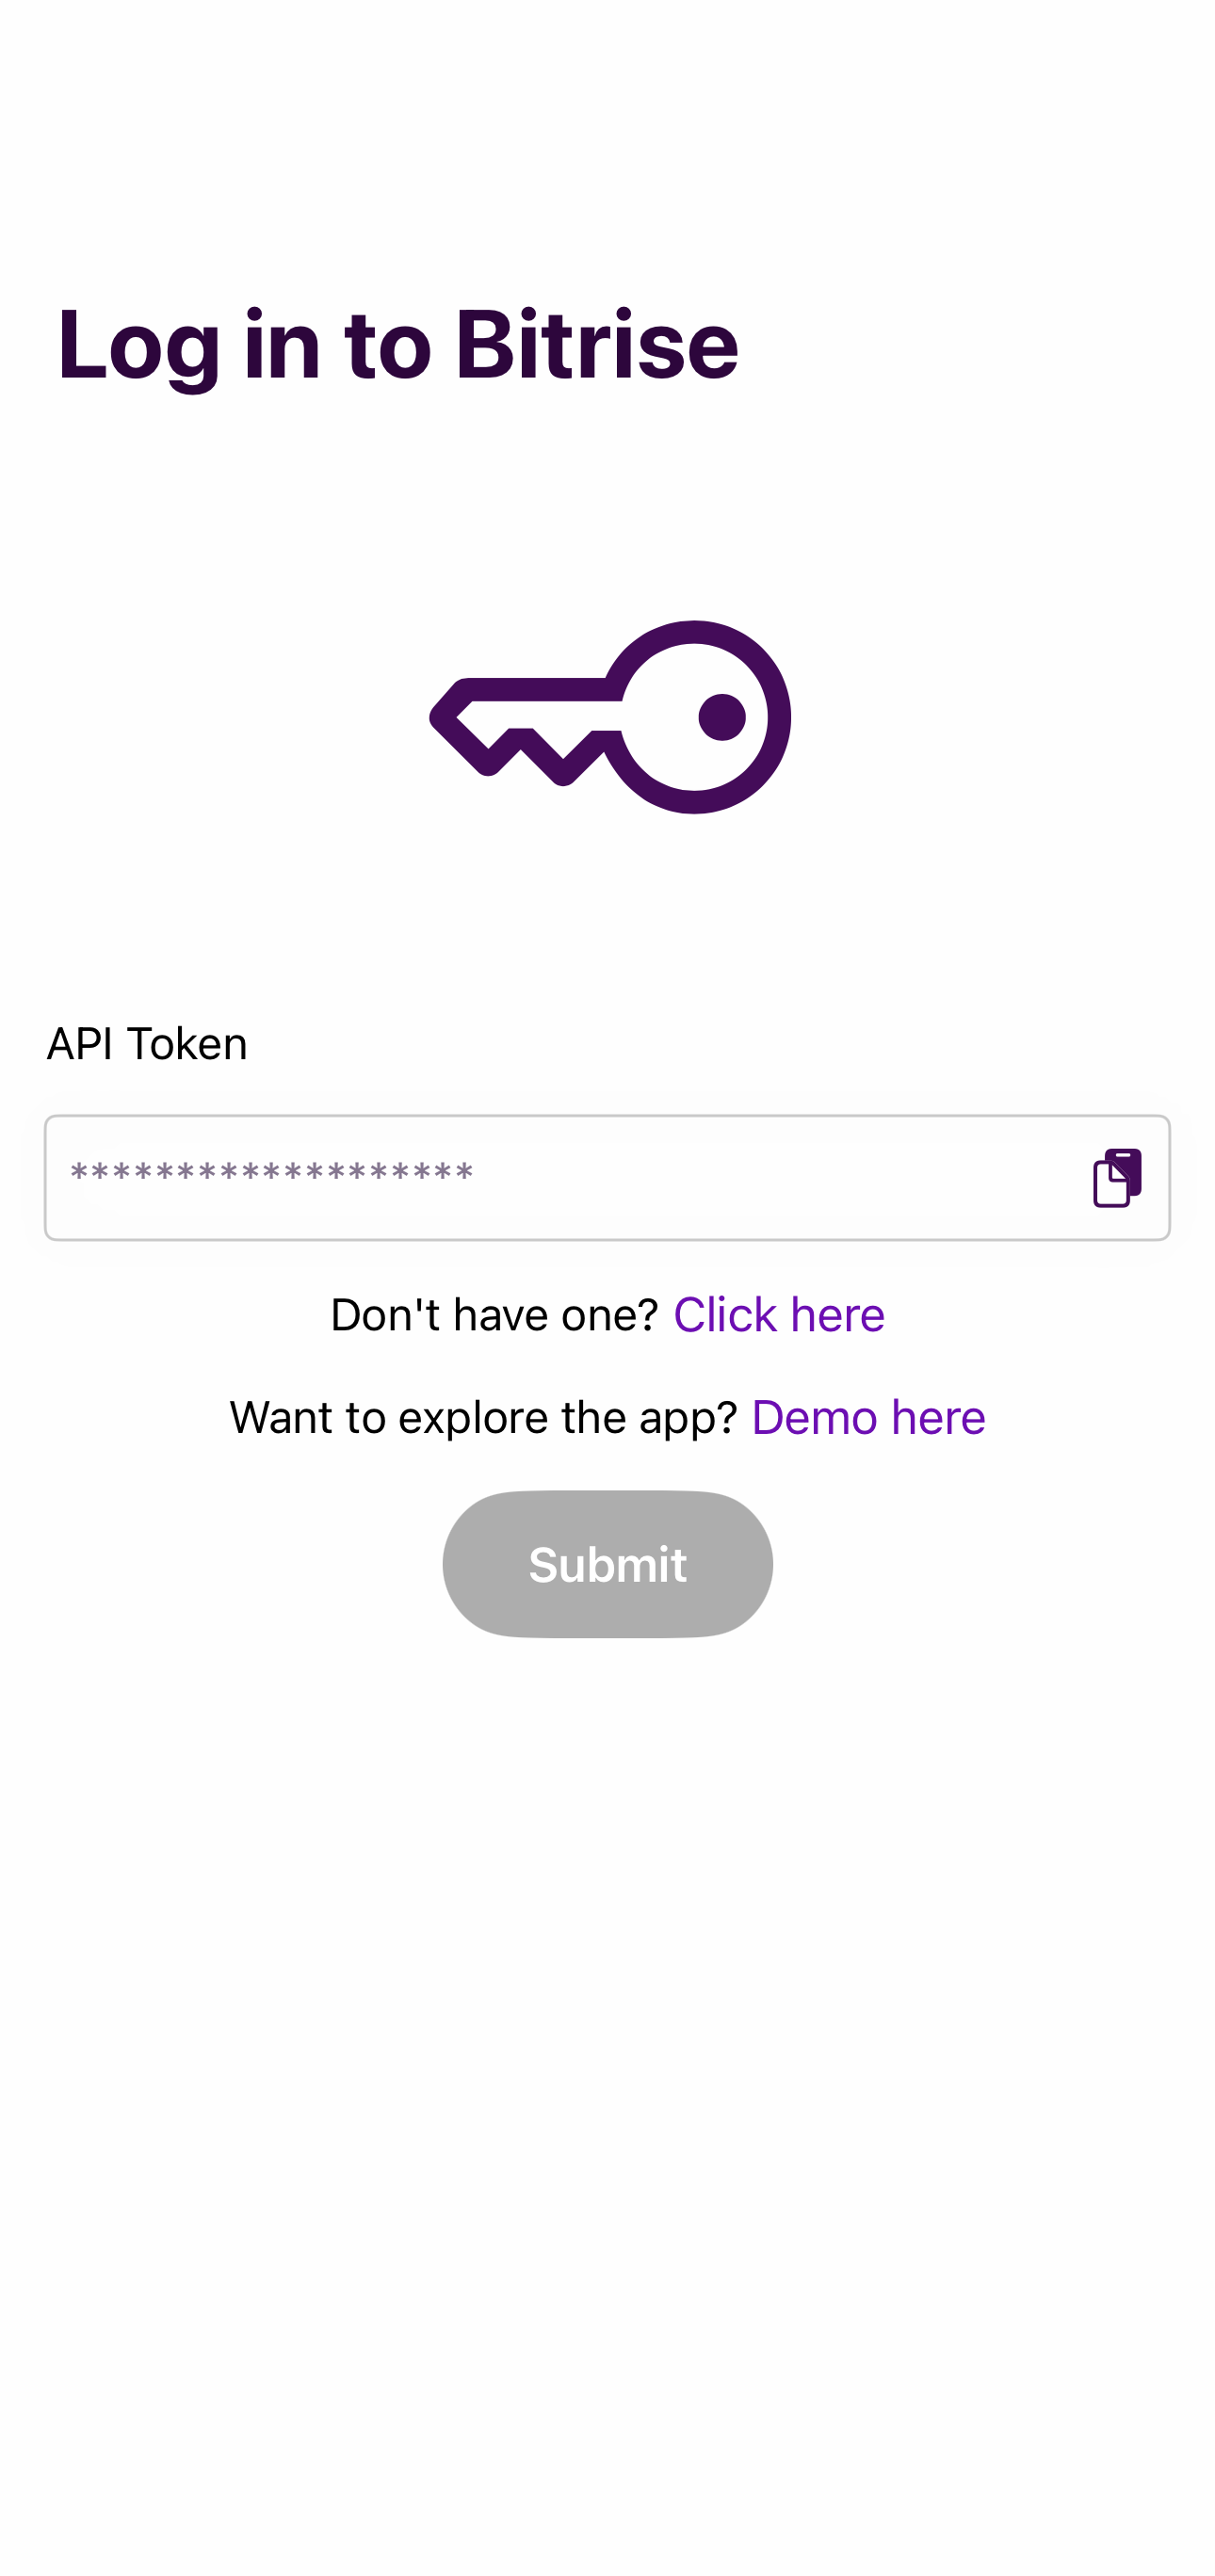 Log in to Bitrise
API Token
*******************
Don't have one? Click here
Want to explore the app? Demo here
Submit